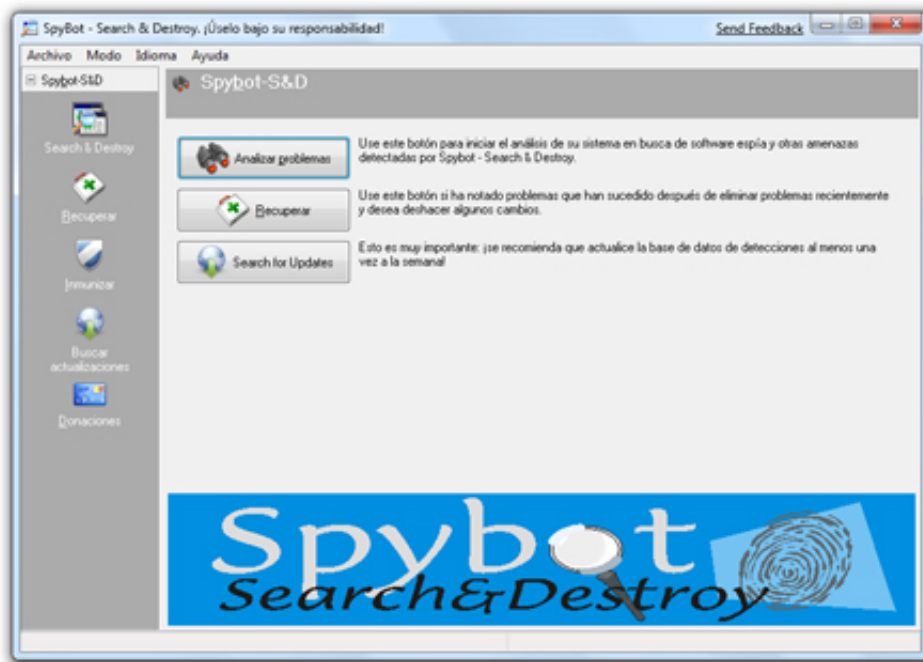 SpyBot - Search & Destroy. ¡Úselo bajo su responsabilidad!
Send Feedback
Archivo Modo Idioma Ayuda
Spybot-S&D
Spybot-S&D
Search & Destroy
Recuperar
Inmunizar
Buscar
actualizaciones
Donaciones
Analizar problemas
Use este botón para iniciar el análisis de su sistema en busca de software espía y otras amenazas
detectadas por Spybot - Search & Destroy.
Recuperar
Use este botón si ha notado problemas que han sucedido después de eliminar problemas recientemente
y desea deshacer algunos cambios.
Search for Updates
Esto es muy importante: ¡se recomienda que actualice la base de datos de detecciones al menos una
vez a la semana!
Spybot
Search&Destroy